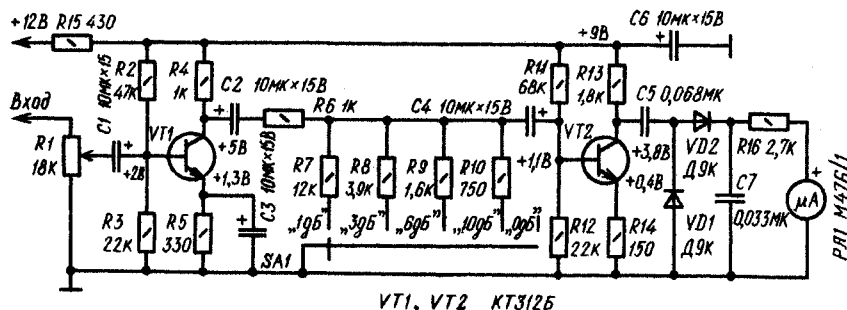 +12В R15 430
+9В
C6 10мк×15В
Вход
R1
18К
C1 10мк×15
R2
47К
R4
1К
C2 10мк×15В
R6 1К
C4 10мк×15В
R11
68К
R13
1,8К
C5 0,068мк
VT1
+5В
+2В
+1,3В
C3 10мк×15В
R7
12К
R8
3,9К
R9
1,6К
R10
750
+1,1В
VT2
+3,8В
+0,4В
VD2
Д9К
R16 2,7К
R3
22К
R5
330
SA1
„1дБ”
„3дБ”
„6дБ”
„10дБ”
„0дБ”
R12
22К
R14
150
VD1
Д9К
C7
0,033мк
+
μA
PA1 М476/1
VT1, VT2 КТ312Б